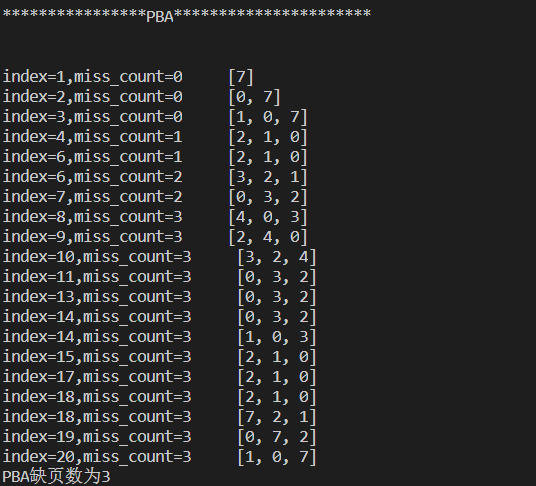 ****************PBA**********************
index=1,miss_count=0     [7]
index=2,miss_count=0     [0, 7]
index=3,miss_count=0     [1, 0, 7]
index=4,miss_count=1     [2, 1, 0]
index=6,miss_count=1     [2, 1, 0]
index=6,miss_count=2     [3, 2, 1]
index=7,miss_count=2     [0, 3, 2]
index=8,miss_count=3     [4, 0, 3]
index=9,miss_count=3     [2, 4, 0]
index=10,miss_count=3     [3, 2, 4]
index=11,miss_count=3     [0, 3, 2]
index=13,miss_count=3     [0, 3, 2]
index=14,miss_count=3     [0, 3, 2]
index=14,miss_count=3     [1, 0, 3]
index=15,miss_count=3     [2, 1, 0]
index=17,miss_count=3     [2, 1, 0]
index=18,miss_count=3     [2, 1, 0]
index=18,miss_count=3     [7, 2, 1]
index=19,miss_count=3     [0, 7, 2]
index=20,miss_count=3     [1, 0, 7]
PBA缺页数为3